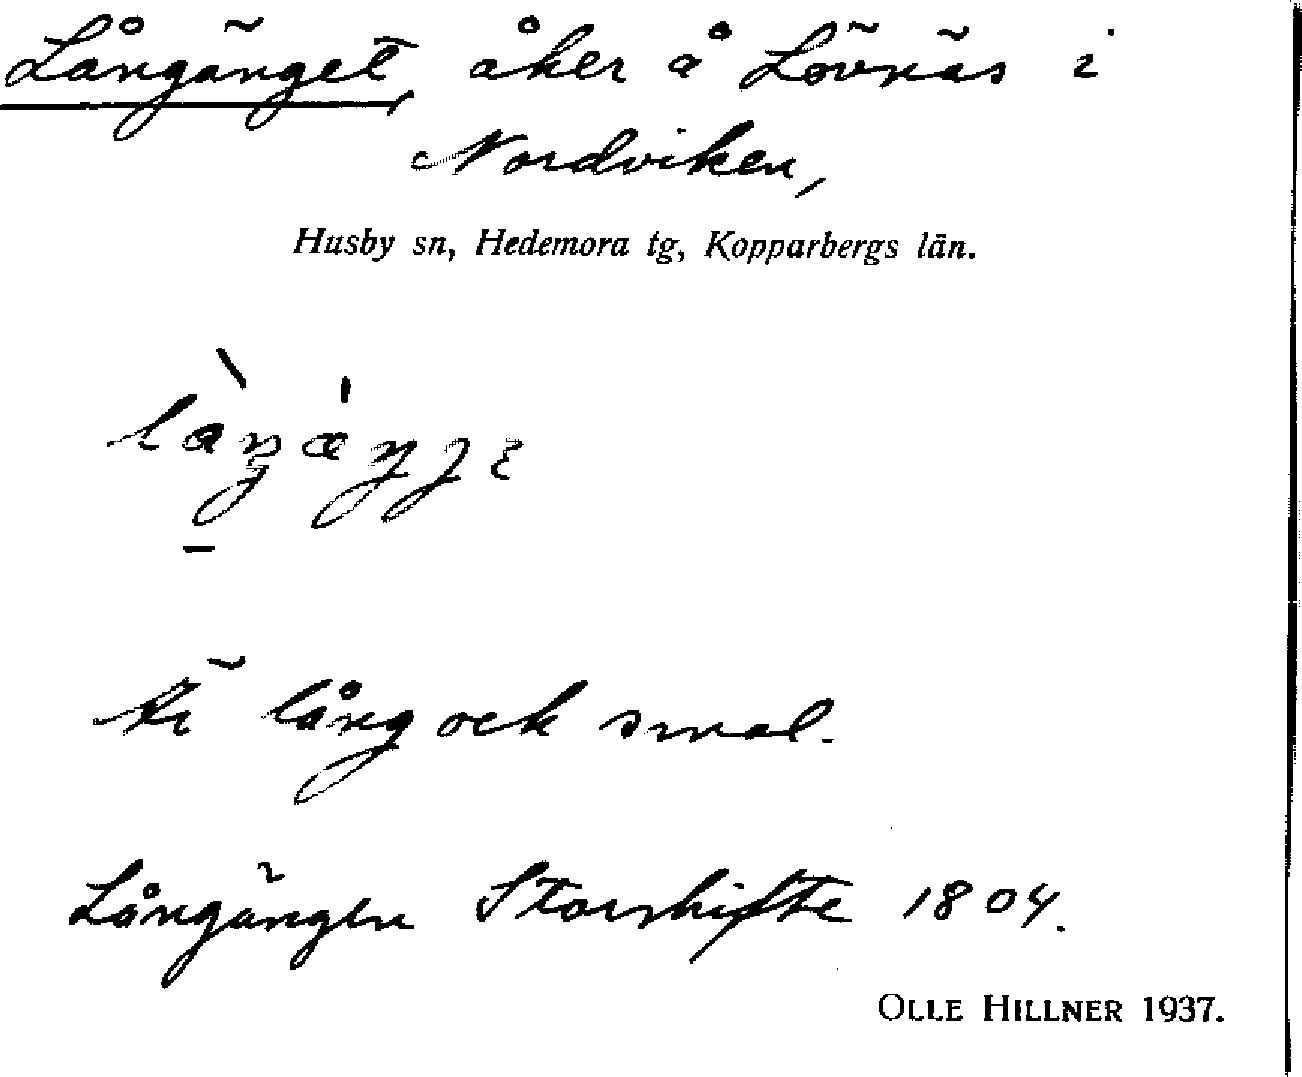 Långänget, åker å Lövnäs i
Nordviken,
Husby sn, Hedemora tg, Kopparbergs län.
Är lång och smal.
Långängen Storskifte 1804.
OLLE HILLNER 1937.